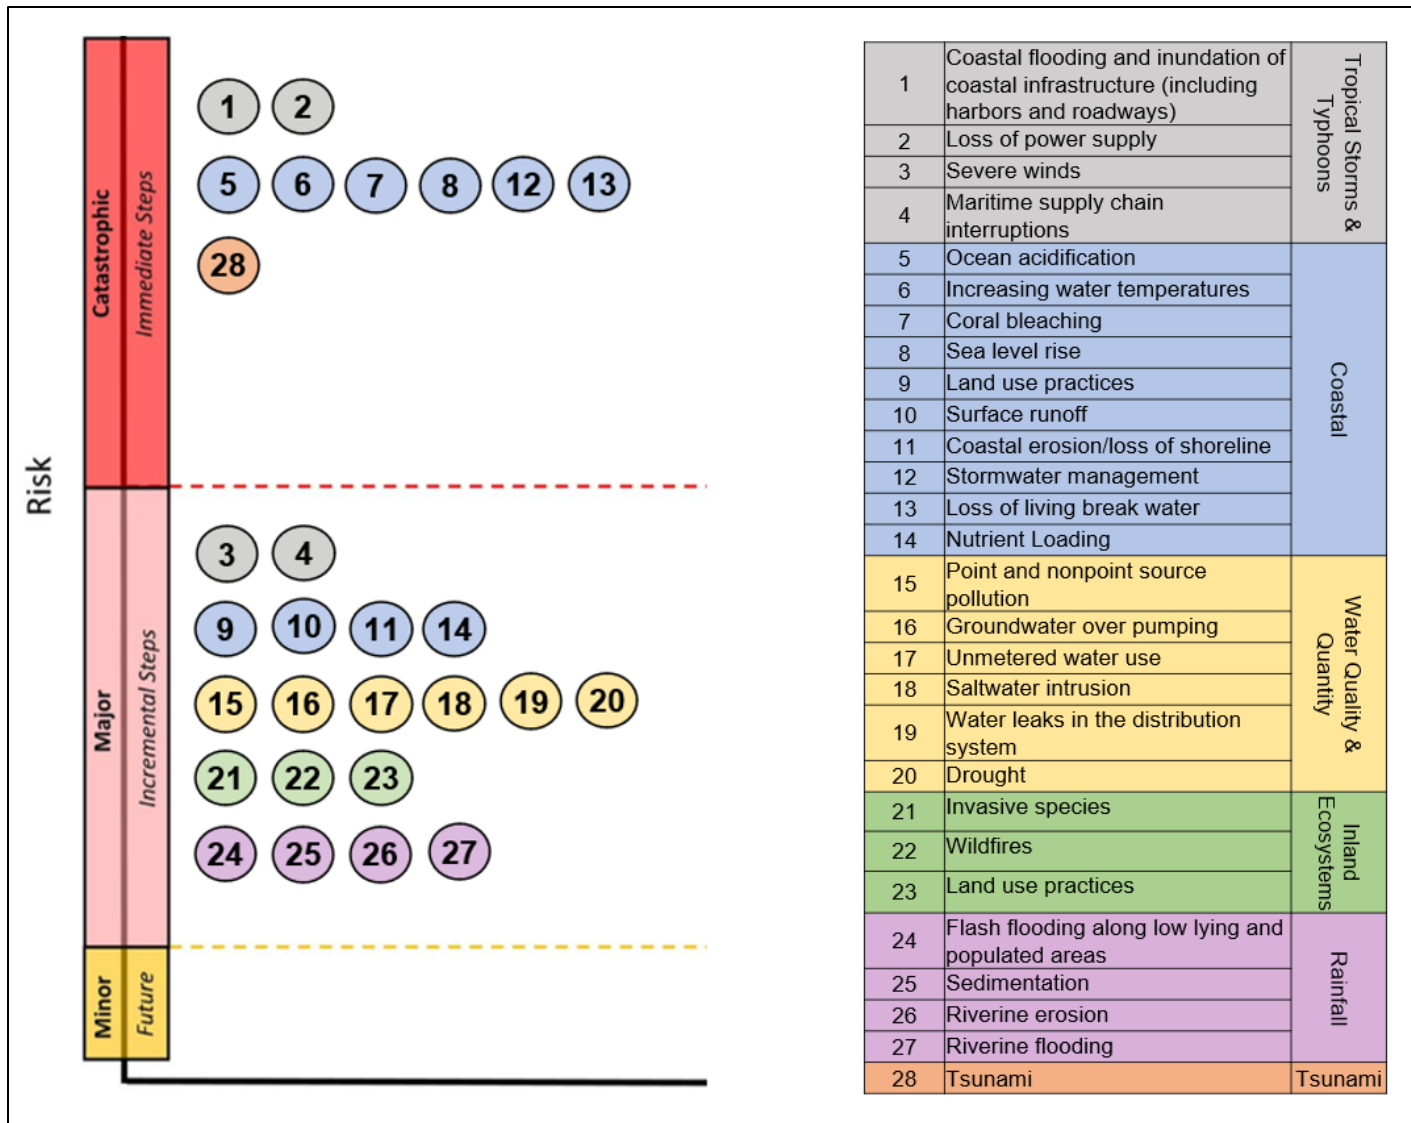 Risk
Catastrophic
Immediate Steps
1 2
5 6 7 8 12 13
28
Major
Incremental Steps
3 4
9 10 11 14
15 16 17 18 19 20
21 22 23
24 25 26 27
Minor
Future
Tropical Storms &
Typhoons
1 Coastal flooding and inundation of
coastal infrastructure (including
harbors and roadways)
2 Loss of power supply
3 Severe winds
4 Maritime supply chain
interruptions
Coastal
5 Ocean acidification
6 Increasing water temperatures
7 Coral bleaching
8 Sea level rise
9 Land use practices
10 Surface runoff
11 Coastal erosion/loss of shoreline
12 Stormwater management
13 Loss of living break water
14 Nutrient Loading
Water Quality &
Quantity
15 Point and nonpoint source
pollution
16 Groundwater over pumping
17 Unmetered water use
18 Saltwater intrusion
19 Water leaks in the distribution
system
20 Drought
Inland
Ecosystems
21 Invasive species
22 Wildfires
23 Land use practices
Rainfall
24 Flash flooding along low lying and
populated areas
25 Sedimentation
26 Riverine erosion
27 Riverine flooding
28 Tsunami Tsunami